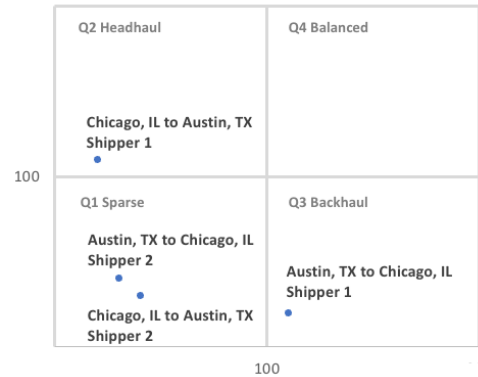 Q2 Headhaul
Q4 Balanced
Chicago, IL to Austin, TX
Shipper 1
100
Q1 Sparse
Q3 Backhaul
Austin, TX to Chicago, IL
Shipper 2
Austin, TX to Chicago, IL
Shipper 1
Chicago, IL to Austin, TX
Shipper 2
100